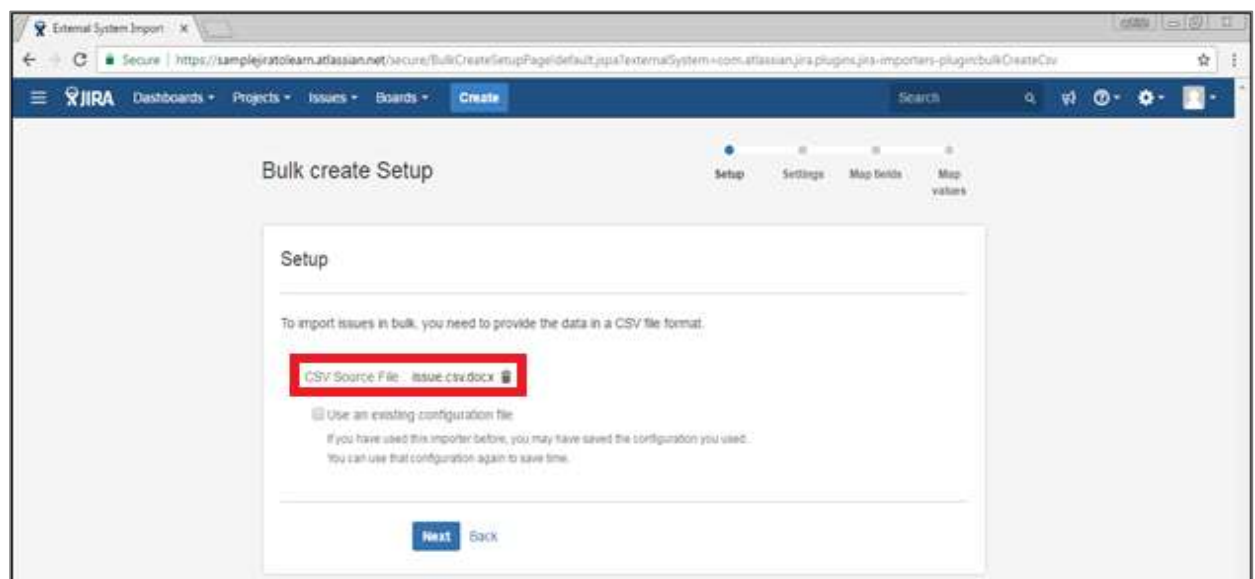 External System Import
Secure | https://samplejiratolearn.atlassian.net/secure/BulkCreateSetupPage!default.jspa?externalSystem=com.atlassian.jira.plugins.jira-importers-plugin:bulkCreateCsv
JIRA Dashboards Projects Issues Boards Create Search
Bulk create Setup
Setup Settings Map fields Map
values
Setup
To import issues in bulk, you need to provide the data in a CSV file format.
CSV Source File issue.csv.docx
Use an existing configuration file
If you have used this importer before, you may have saved the configuration you used.
You can use that configuration again to save time.
Next Back